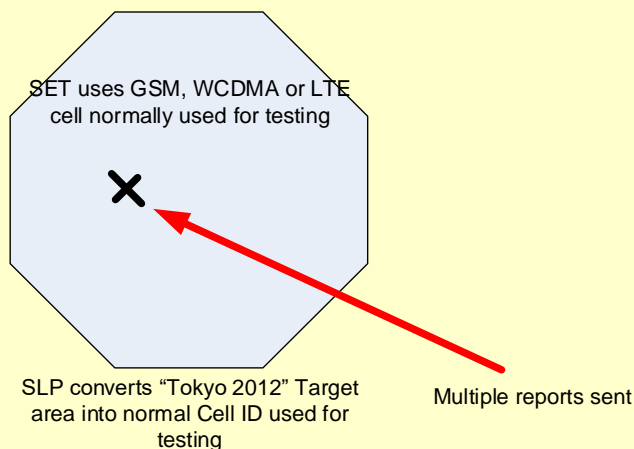 SET uses GSM, WCDMA or LTE
cell normally used for testing
SLP converts “Tokyo 2012” Target
area into normal Cell ID used for
testing
Multiple reports sent